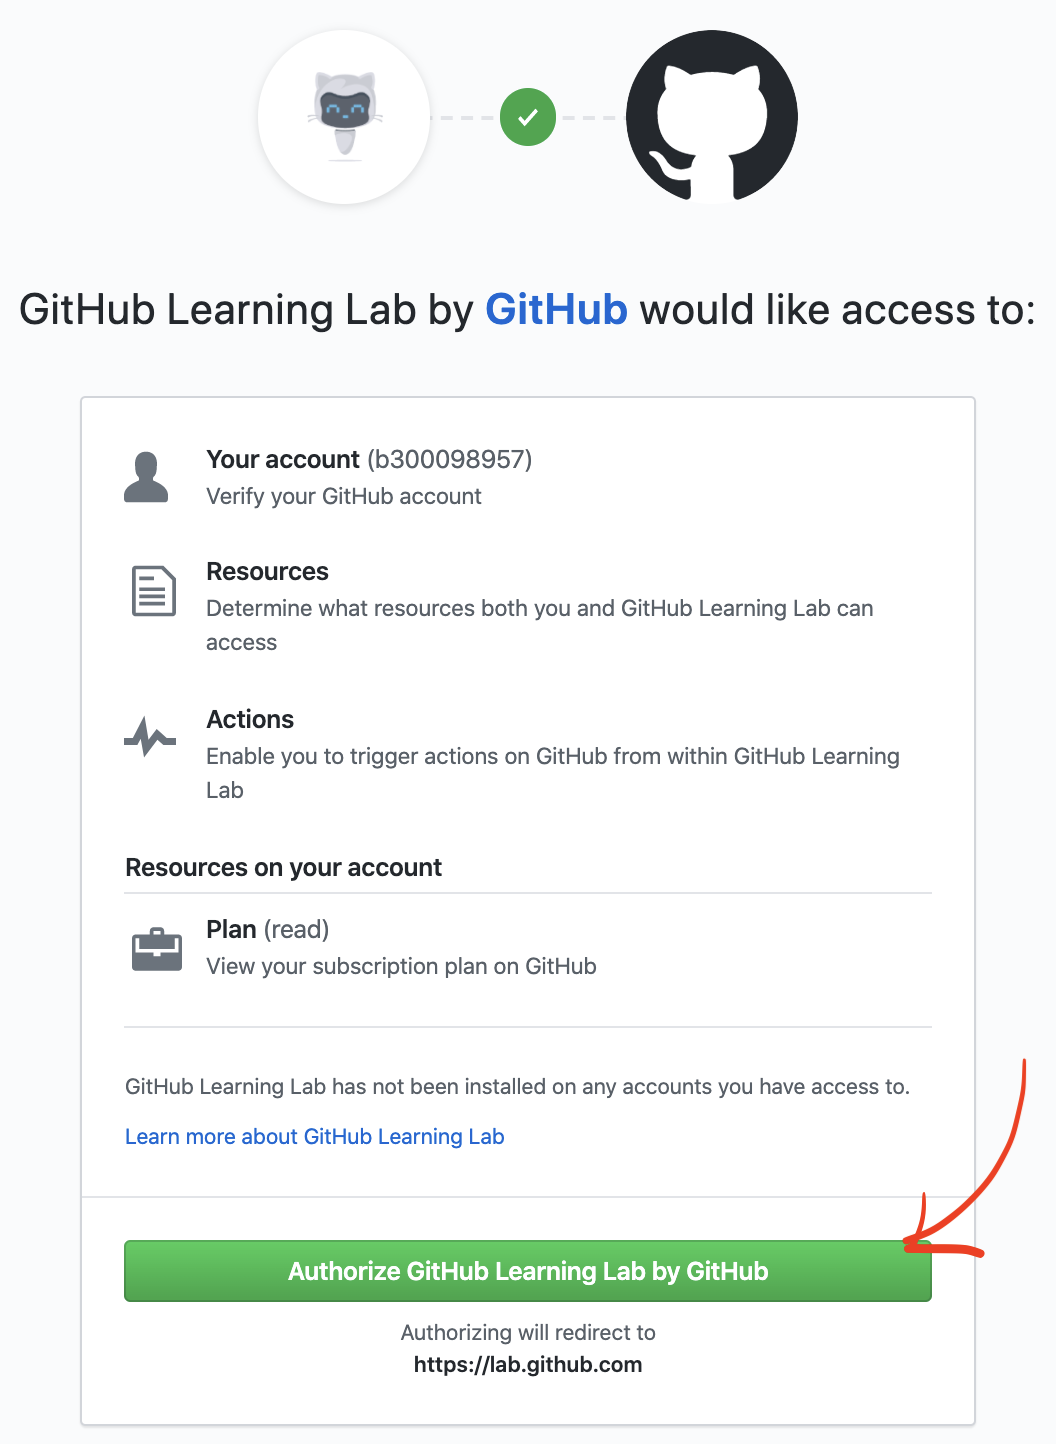 GitHub Learning Lab by GitHub would like access to:
Your account (b300098957)
Verify your GitHub account
Resources
Determine what resources both you and GitHub Learning Lab can
access
Actions
Enable you to trigger actions on GitHub from within GitHub Learning
Lab
Resources on your account
Plan (read)
View your subscription plan on GitHub
GitHub Learning Lab has not been installed on any accounts you have access to.
Learn more about GitHub Learning Lab
Authorize GitHub Learning Lab by GitHub
Authorizing will redirect to
https://lab.github.com